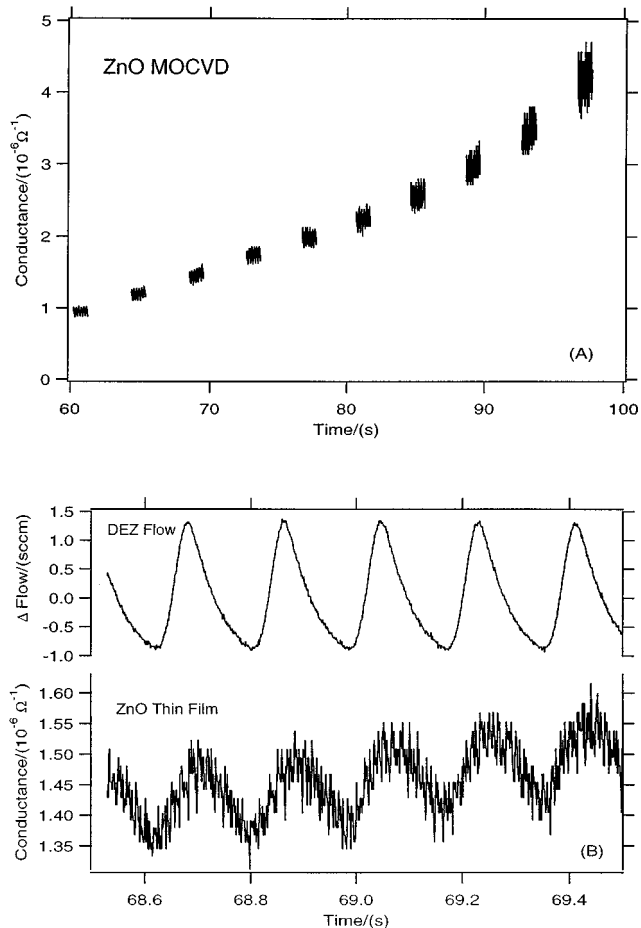 5
4
3
2
1
0
Conductance/(10⁻⁶Ω⁻¹)
ZnO MOCVD
(A)
60 70 80 90 100
Time/(s)
1.5
1.0
0.5
0.0
-0.5
-1.0
Δ Flow/(sccm)
DEZ Flow
1.60
1.55
1.50
1.45
1.40
1.35
Conductance/(10⁻⁶ Ω⁻¹)
ZnO Thin Film
(B)
68.6 68.8 69.0 69.2 69.4
Time/(s)